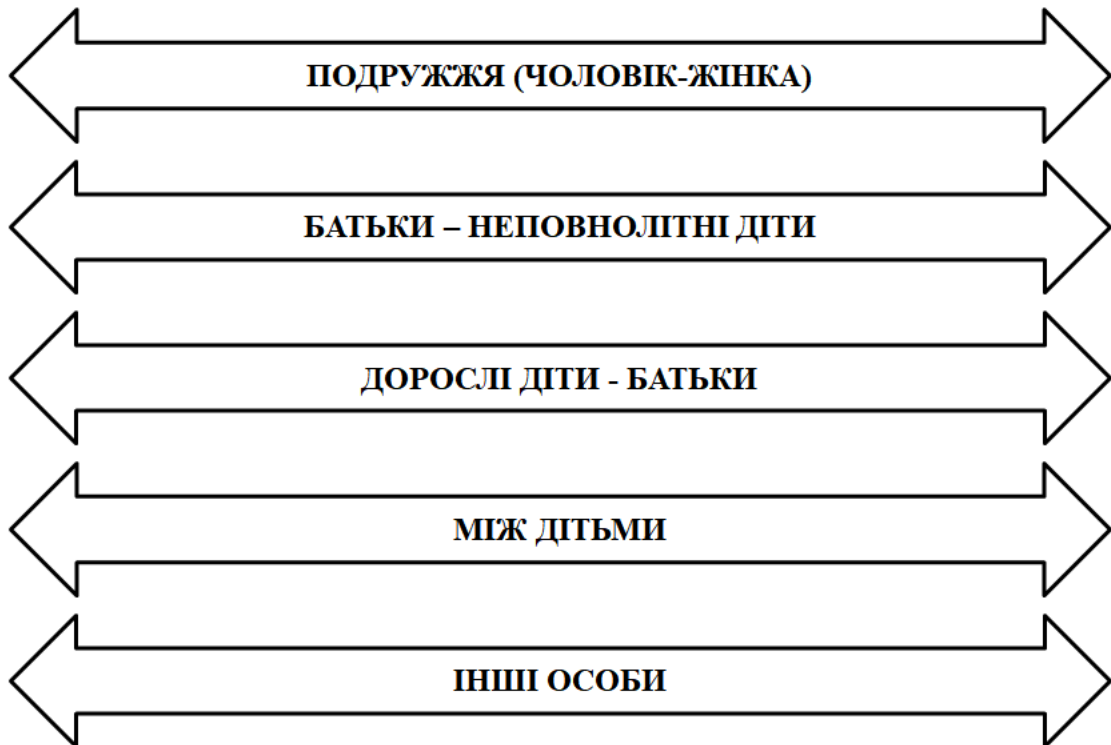 ПОДРУЖЖЯ (ЧОЛОВІК-ЖІНКА)
БАТЬКИ – НЕПОВНОЛІТНІ ДІТИ
ДОРОСЛІ ДІТИ - БАТЬКИ
МІЖ ДІТЬМИ
ІНШІ ОСОБИ